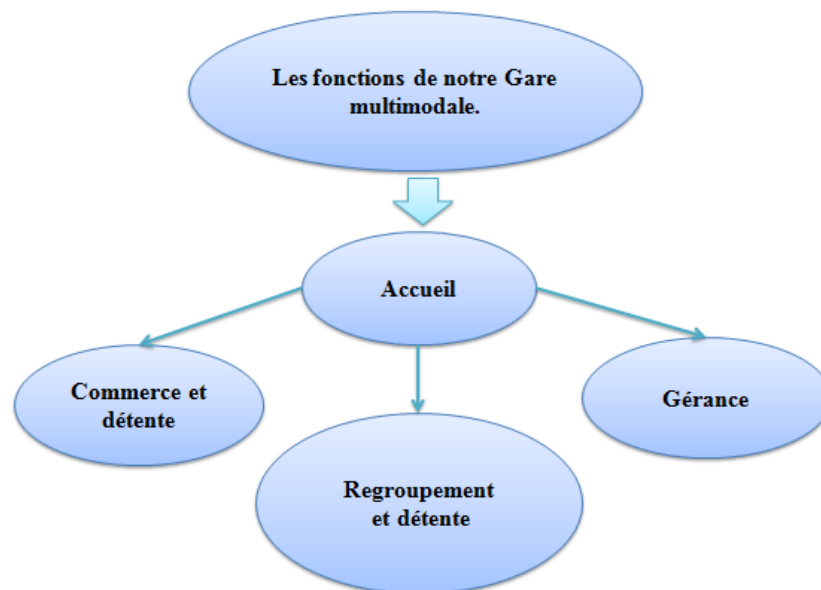 Les fonctions de notre Gare
multimodale.
Accueil
Commerce et
détente
Gérance
Regroupement
et détente